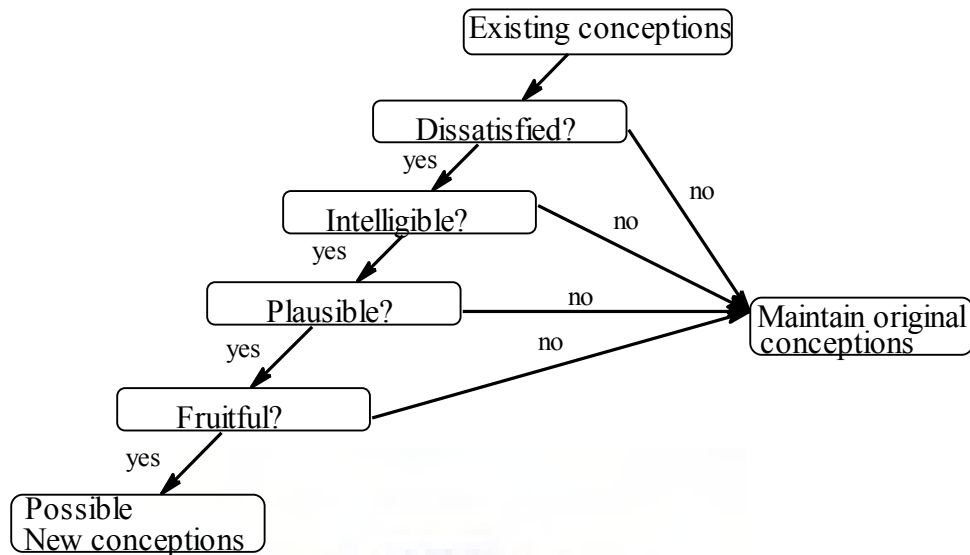 Existing conceptions
Dissatisfied?
yes
no
Intelligible?
no
yes
Plausible?
no
Maintain original
conceptions
yes
no
Fruitful?
yes
Possible
New conceptions